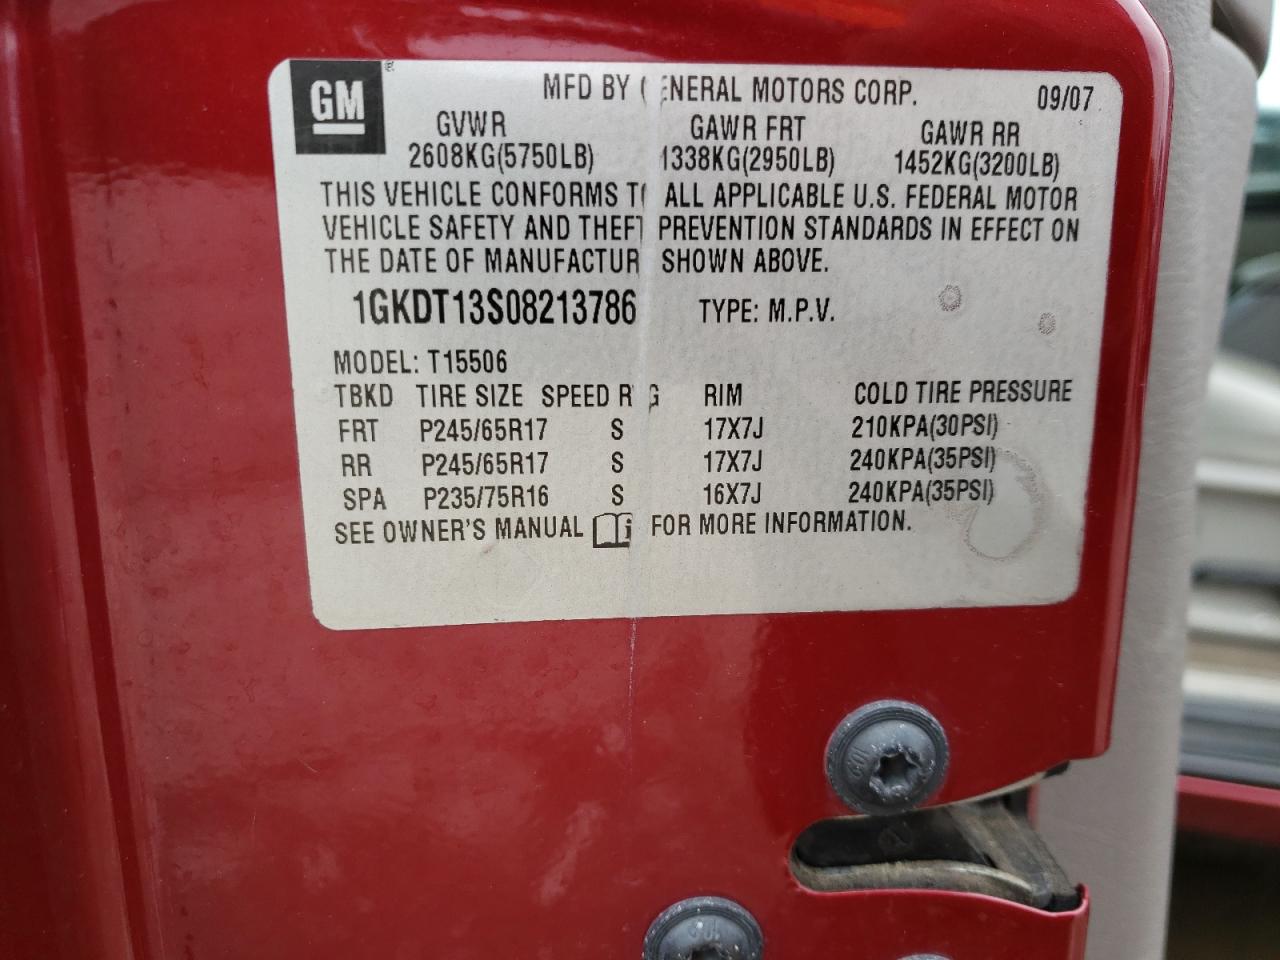 GM
MFD BY GENERAL MOTORS CORP. 09/07
GVWR GAWR FRT GAWR RR
2608KG(5750LB) 1338KG(2950LB) 1452KG(3200LB)
THIS VEHICLE CONFORMS TO ALL APPLICABLE U.S. FEDERAL MOTOR
VEHICLE SAFETY AND THEFT PREVENTION STANDARDS IN EFFECT ON
THE DATE OF MANUFACTUR SHOWN ABOVE.
1GKDT13S08213786 TYPE: M.P.V.
MODEL: T15506
TBKD TIRE SIZE SPEED R G RIM COLD TIRE PRESSURE
FRT P245/65R17 S 17X7J 210KPA(30PSI)
RR P245/65R17 S 17X7J 240KPA(35PSI)
SPA P235/75R16 S 16X7J 240KPA(35PSI)
SEE OWNER'S MANUAL FOR MORE INFORMATION.